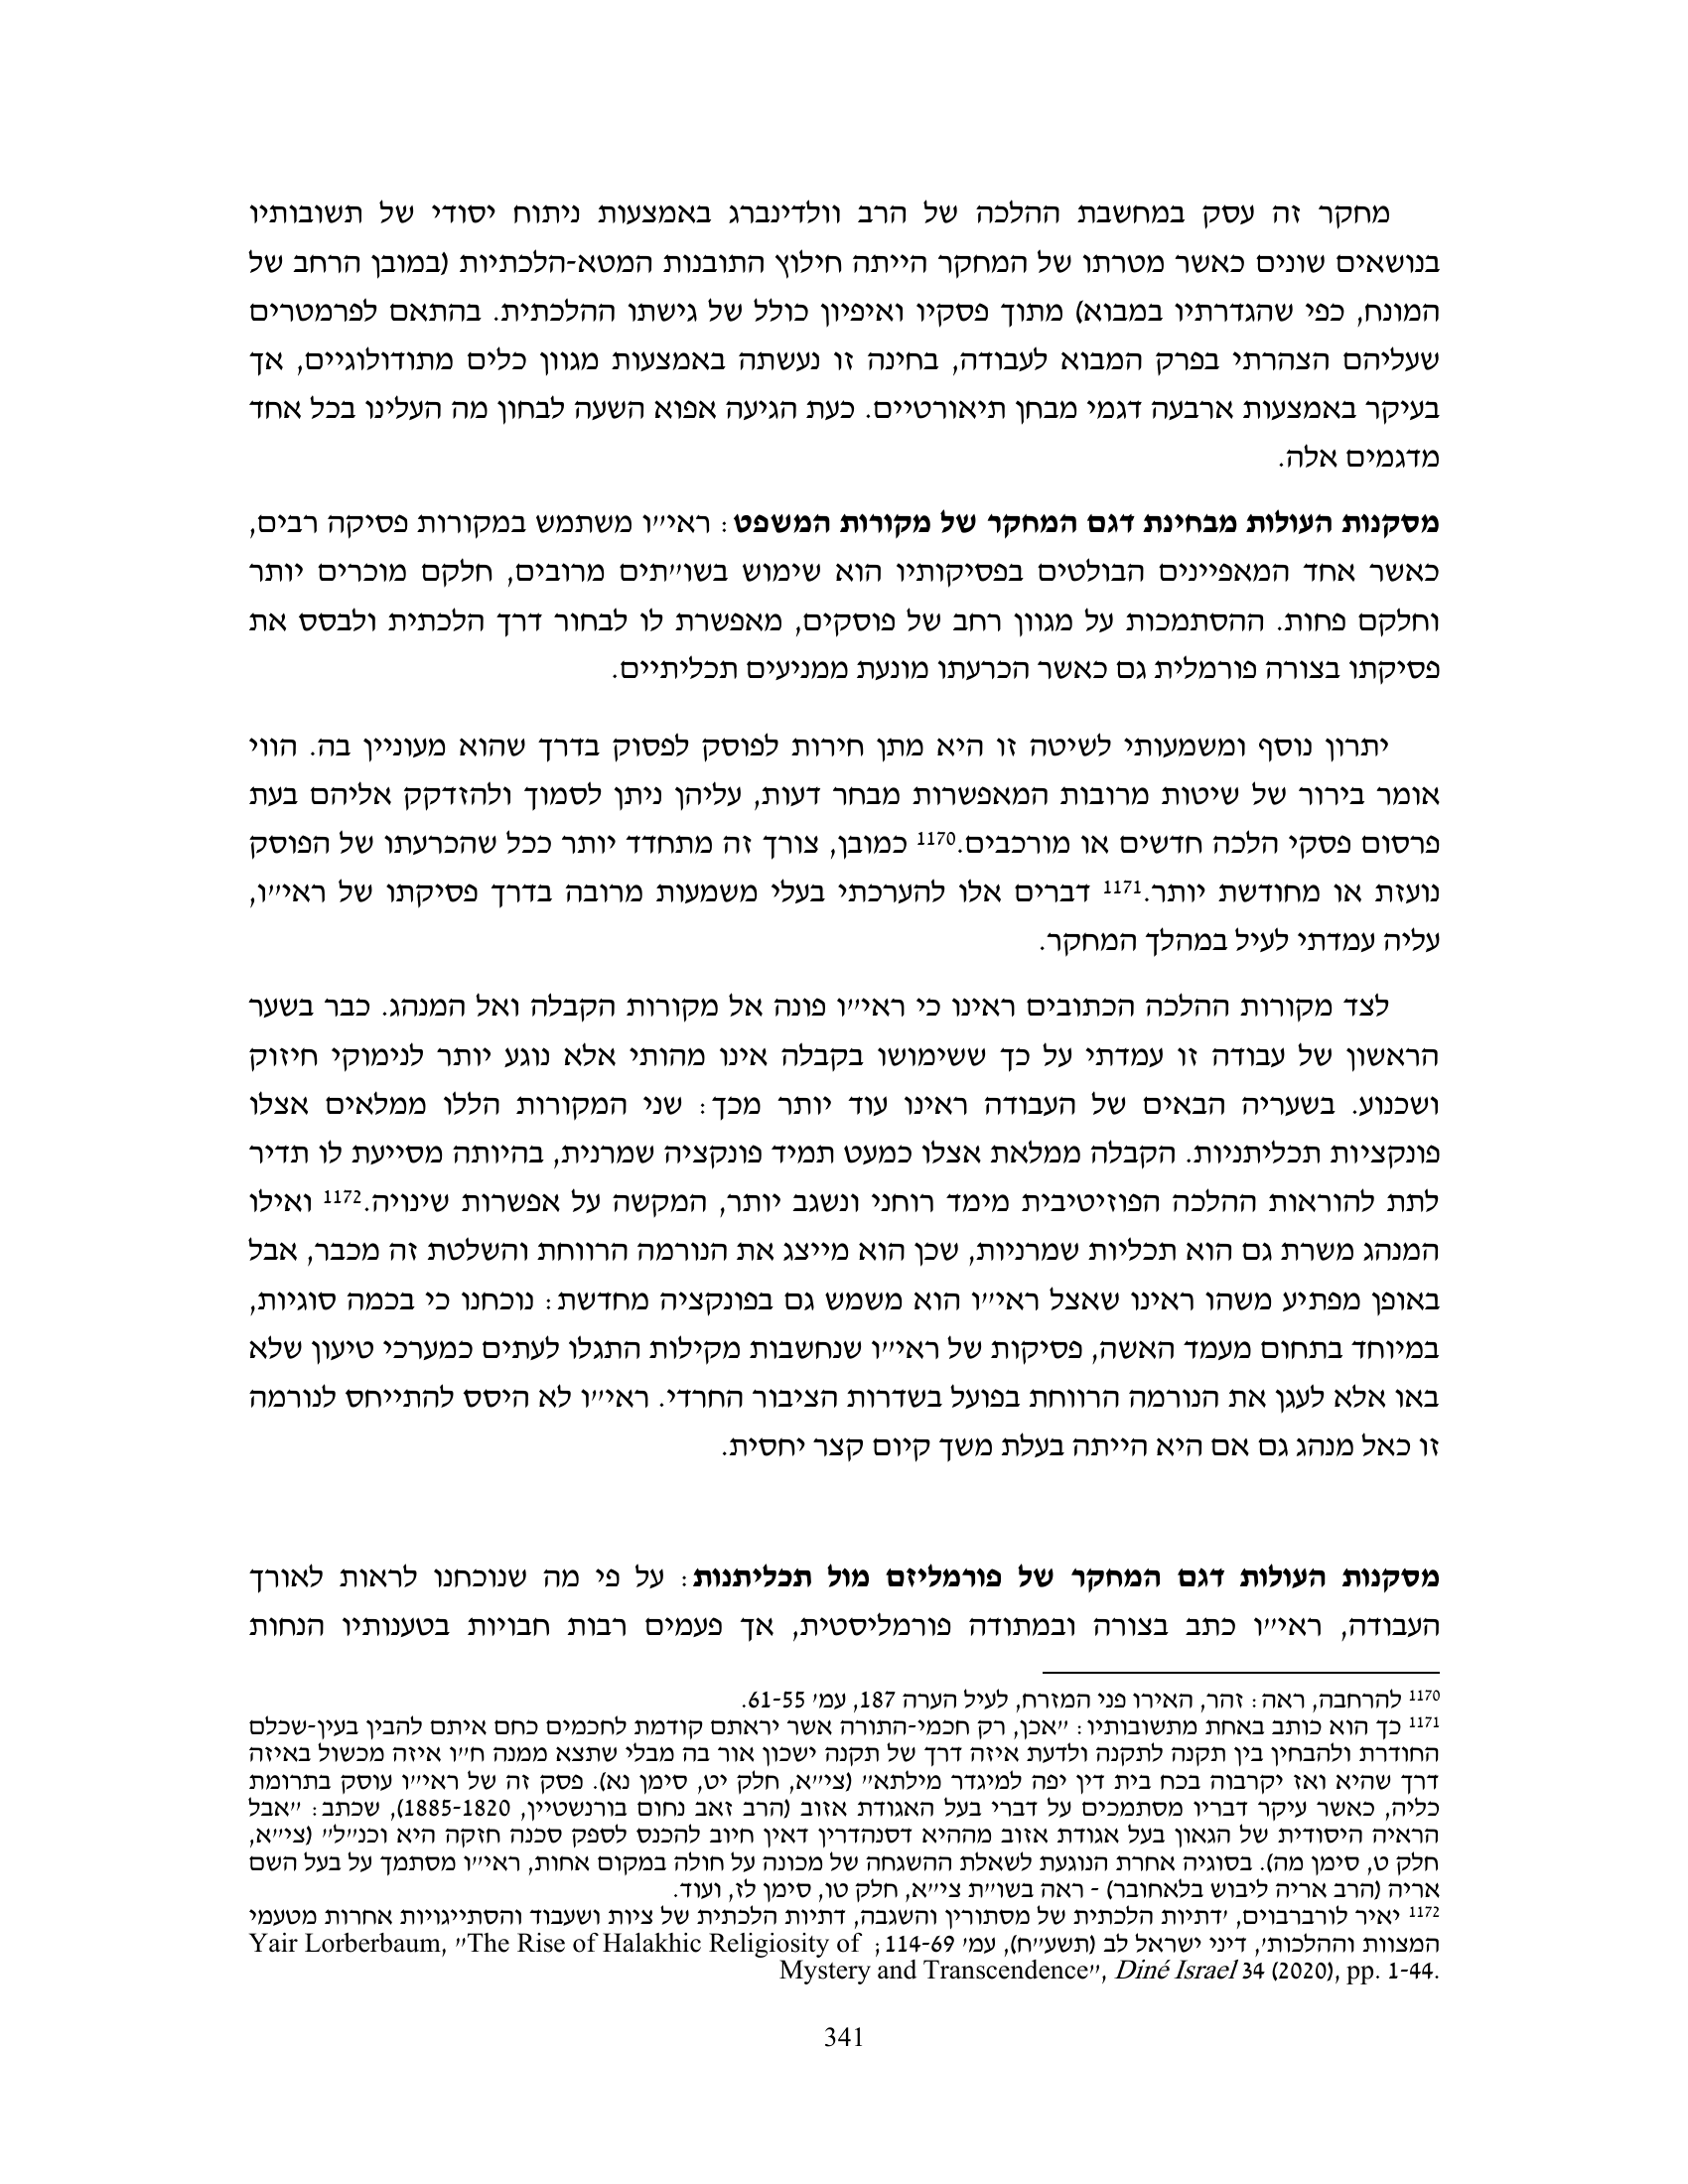 מחקר זה עסק במחשבת ההלכה של הרב וולדינברג באמצעות ניתוח יסודי של תשובותיו
בנושאים שונים כאשר מטרתו של המחקר הייתה חילוץ התובנות המטא-הלכתיות (במובן הרחב של
המונח, כפי שהגדרתיו במבוא) מתוך פסקיו ואיפיון כולל של גישתו ההלכתית. בהתאם לפרמטרים
שעליהם הצהרתי בפרק המבוא לעבודה, בחינה זו נעשתה באמצעות מגוון כלים מתודולוגיים, אך
בעיקר באמצעות ארבעה דגמי מבחן תיאורטיים. כעת הגיעה אפוא השעה לבחון מה העלינו בכל אחד
מדגמים אלה.
מסקנות העולות מבחינת דגם המחקר של מקורות המשפט: ראי״ו משתמש במקורות פסיקה רבים,
כאשר אחד המאפיינים הבולטים בפסיקותיו הוא שימוש בשו״תים מרובים, חלקם מוכרים יותר
וחלקם פחות. ההסתמכות על מגוון רחב של פוסקים, מאפשרת לו לבחור דרך הלכתית ולבסס את
פסיקתו בצורה פורמלית גם כאשר הכרעתו מונעת ממניעים תכליתיים.
יתרון נוסף ומשמעותי לשיטה זו היא מתן חירות לפוסק לפסוק בדרך שהוא מעוניין בה. הווי
אומר בירור של שיטות מרובות המאפשרות מבחר דעות, עליהן ניתן לסמוך ולהזדקק אליהם בעת
פרסום פסקי הלכה חדשים או מורכבים.1170 כמובן, צורך זה מתחדד יותר ככל שהכרעתו של הפוסק
נועזת או מחודשת יותר.1171 דברים אלו להערכתי בעלי משמעות מרובה בדרך פסיקתו של ראי״ו,
עליה עמדתי לעיל במהלך המחקר.
לצד מקורות ההלכה הכתובים ראינו כי ראי״ו פונה אל מקורות הקבלה ואל המנהג. כבר בשער
הראשון של עבודה זו עמדתי על כך ששימושו בקבלה אינו מהותי אלא נוגע יותר לנימוקי חיזוק
ושכנוע. בשעריה הבאים של העבודה ראינו עוד יותר מכך: שני המקורות הללו ממלאים אצלו
פונקציות תכליתניות. הקבלה ממלאת אצלו כמעט תמיד פונקציה שמרנית, בהיותה מסייעת לו תדיר
לתת להוראות ההלכה הפוזיטיבית מימד רוחני ונשגב יותר, המקשה על אפשרות שינויה.1172 ואילו
המנהג משרת גם הוא תכליות שמרניות, שכן הוא מייצג את הנורמה הרווחת והשלטת זה מכבר, אבל
באופן מפתיע משהו ראינו שאצל ראי״ו הוא משמש גם בפונקציה מחדשת: נוכחנו כי בכמה סוגיות,
במיוחד בתחום מעמד האשה, פסיקות של ראי״ו שנחשבות מקילות התגלו לעתים כמערכי טיעון שלא
באו אלא לעגן את הנורמה הרווחת בפועל בשדרות הציבור החרדי. ראי״ו לא היסס להתייחס לנורמה
זו כאל מנהג גם אם היא הייתה בעלת משך קיום קצר יחסית.
מסקנות העולות דגם המחקר של פורמליזם מול תכליתנות: על פי מה שנוכחנו לראות לאורך
העבודה, ראי״ו כתב בצורה ובמתודה פורמליסטית, אך פעמים רבות חבויות בטענותיו הנחות
1170 להרחבה, ראה: זהר, האירו פני המזרח, לעיל הערה 187, עמ׳ 61-55.
1171 כך הוא כותב באחת מתשובותיו: ״אכן, רק חכמי-התורה אשר יראתם קודמת לחכמים כחם איתם להבין בעין-שכלם
החודרת ולהבחין בין תקנה לתקנה ולדעת איזה דרך של תקנה ישכון אור בה מבלי שתצא ממנה ח״ו איזה מכשול באיזה
דרך שהיא ואז יקרבוה בכח בית דין יפה למיגדר מילתא״ (צי״א, חלק יט, סימן נא). פסק זה של ראי״ו עוסק בתרומת
כליה, כאשר עיקר דבריו מסתמכים על דברי בעל האגודת אזוב (הרב זאב נחום בורנשטיין, 1885-1820), שכתב: ״אבל
הראיה היסודית של הגאון בעל אגודת אזוב מההיא דסנהדרין דאין חיוב להכנס לספק סכנה חזקה היא וכנ״ל״ (צי״א,
חלק ט, סימן מה). בסוגיה אחרת הנוגעת לשאלת ההשגחה של מכונה על חולה במקום אחות, ראי״ו מסתמך על בעל השם
אריה (הרב אריה ליבוש בלאחובר) - ראה בשו״ת צי״א, חלק טו, סימן לז, ועוד.
1172 יאיר לורברבוים, ׳דתיות הלכתית של מסתורין והשגבה, דתיות הלכתית של ציות ושעבוד והסתייגויות אחרות מטעמי
המצוות וההלכות׳, דיני ישראל לב (תשע״ח), עמ׳ 114-69; Yair Lorberbaum, ״The Rise of Halakhic Religiosity of
Mystery and Transcendence״, Diné Israel 34 (2020), pp. 1-44.
341